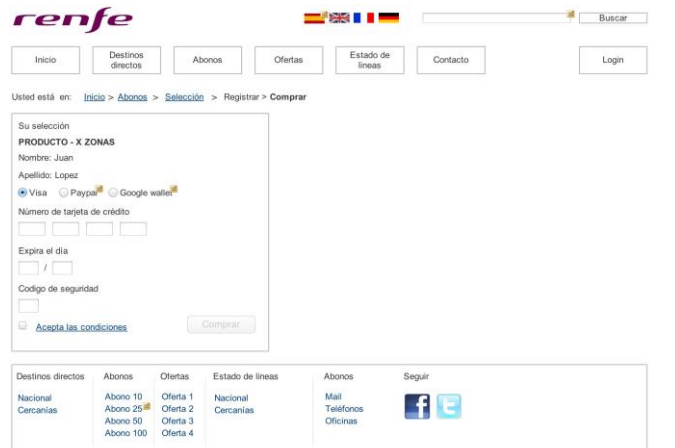 renfe
Buscar
Inicio
Destinos
directos
Abonos
Ofertas
Estado de
lineas
Contacto
Login
Usted está en: Inicio > Abonos > Selección > Registrar > Comprar
Su selección
PRODUCTO - X ZONAS
Nombre: Juan
Apellido: Lopez
Visa Paypal Google wallet
Número de tarjeta de crédito
Expira el día
/
Codigo de seguridad
Acepta las condiciones Comprar
Destinos directos Abonos Ofertas Estado de lineas Abonos Seguir
Nacional Abono 10 Oferta 1 Nacional Mail
Cercanías Abono 25 Oferta 2 Cercanías Teléfonos
Abono 50 Oferta 3 Oficinas
Abono 100 Oferta 4